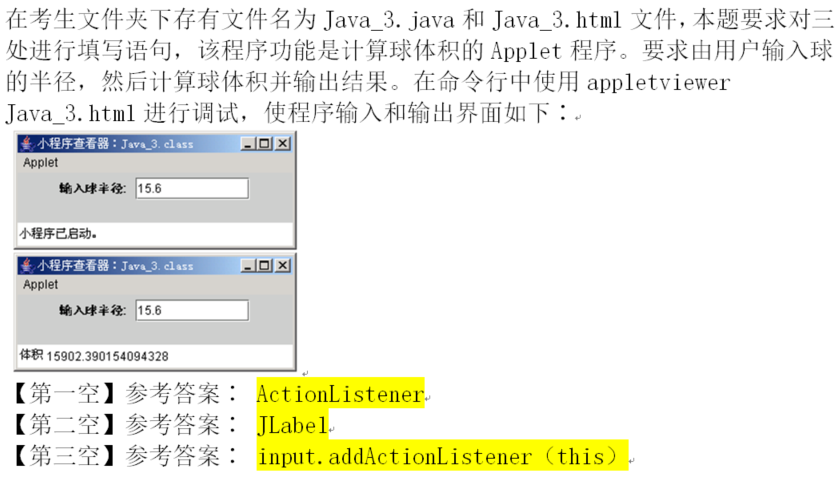 在考生文件夹下存有文件名为 Java_3.java 和 Java_3.html 文件，本题要求对三
处进行填写语句，该程序功能是计算球体积的 Applet 程序。要求由用户输入球
的半径，然后计算球体积并输出结果。在命令行中使用 appletviewer
Java_3.html 进行调试，使程序输入和输出界面如下：
小程序查看器：Java_3.class
Applet
输入球半径: 15.6
小程序已启动。
小程序查看器：Java_3.class
Applet
输入球半径: 15.6
体积 15902.390154094328
【第一空】参考答案： ActionListener
【第二空】参考答案： JLabel
【第三空】参考答案： input.addActionListener（this）